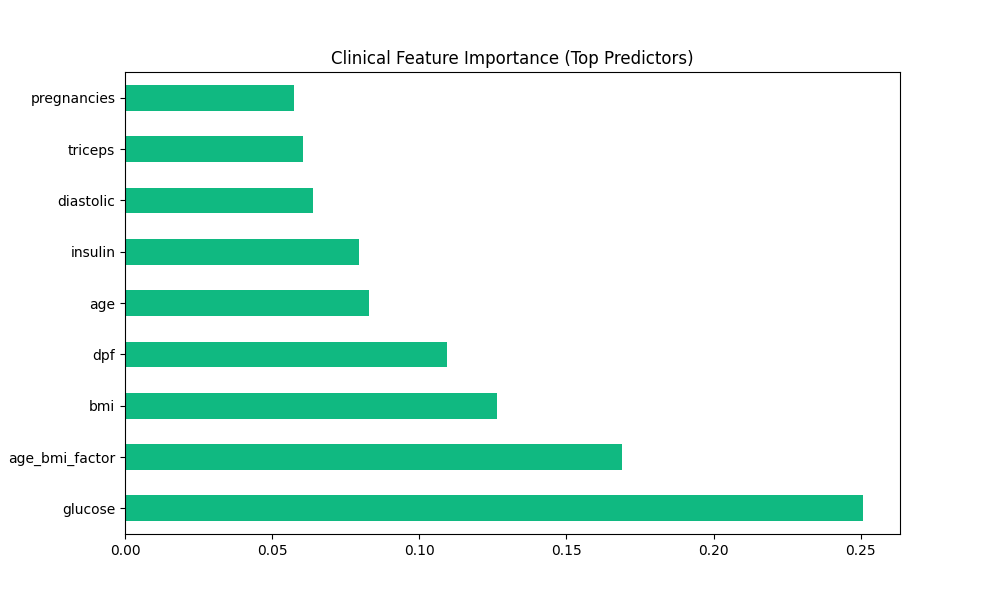 Clinical Feature Importance (Top Predictors)
pregnancies
triceps
diastolic
insulin
age
dpf
bmi
age_bmi_factor
glucose
0.00 0.05 0.10 0.15 0.20 0.25